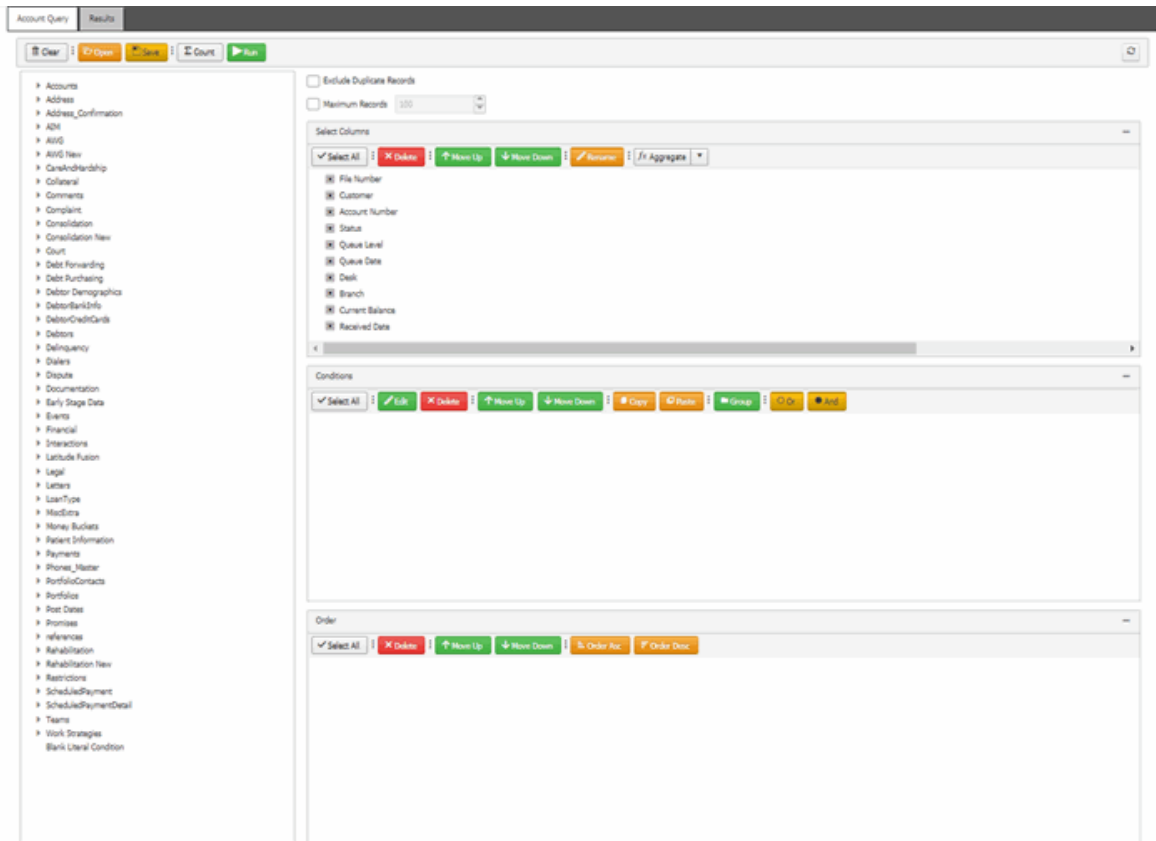 Account Query Results
Clear Open Save Count Run
Accounts
Address
Address_Confirmation
AIM
AWG
AWG New
CareAndHardship
Collateral
Comments
Complaint
Consolidation
Consolidation New
Court
Debt Forwarding
Debt Purchasing
Debtor Demographics
DebtorBankInfo
DebtorCreditCards
Debtors
Delinquency
Dialers
Dispute
Documentation
Early Stage Data
Events
Financial
Interactions
Latitude Fusion
Legal
Letters
LoanType
MiscExtra
Money Buckets
Patient Information
Payments
Phones_Master
PortfolioContacts
Portfolios
Post Dates
Promises
references
Rehabilitation
Rehabilitation New
Restrictions
ScheduledPayment
ScheduledPaymentDetail
Teams
Work Strategies
Blank Literal Condition
Exclude Duplicate Records
Maximum Records 100
Select Columns
Select All Delete Move Up Move Down Rename fx Aggregate
File Number
Customer
Account Number
Status
Queue Level
Queue Date
Desk
Branch
Current Balance
Received Date
Conditions
Select All Edit Delete Move Up Move Down Copy Paste Group Or And
Order
Select All Delete Move Up Move Down Order Asc Order Desc